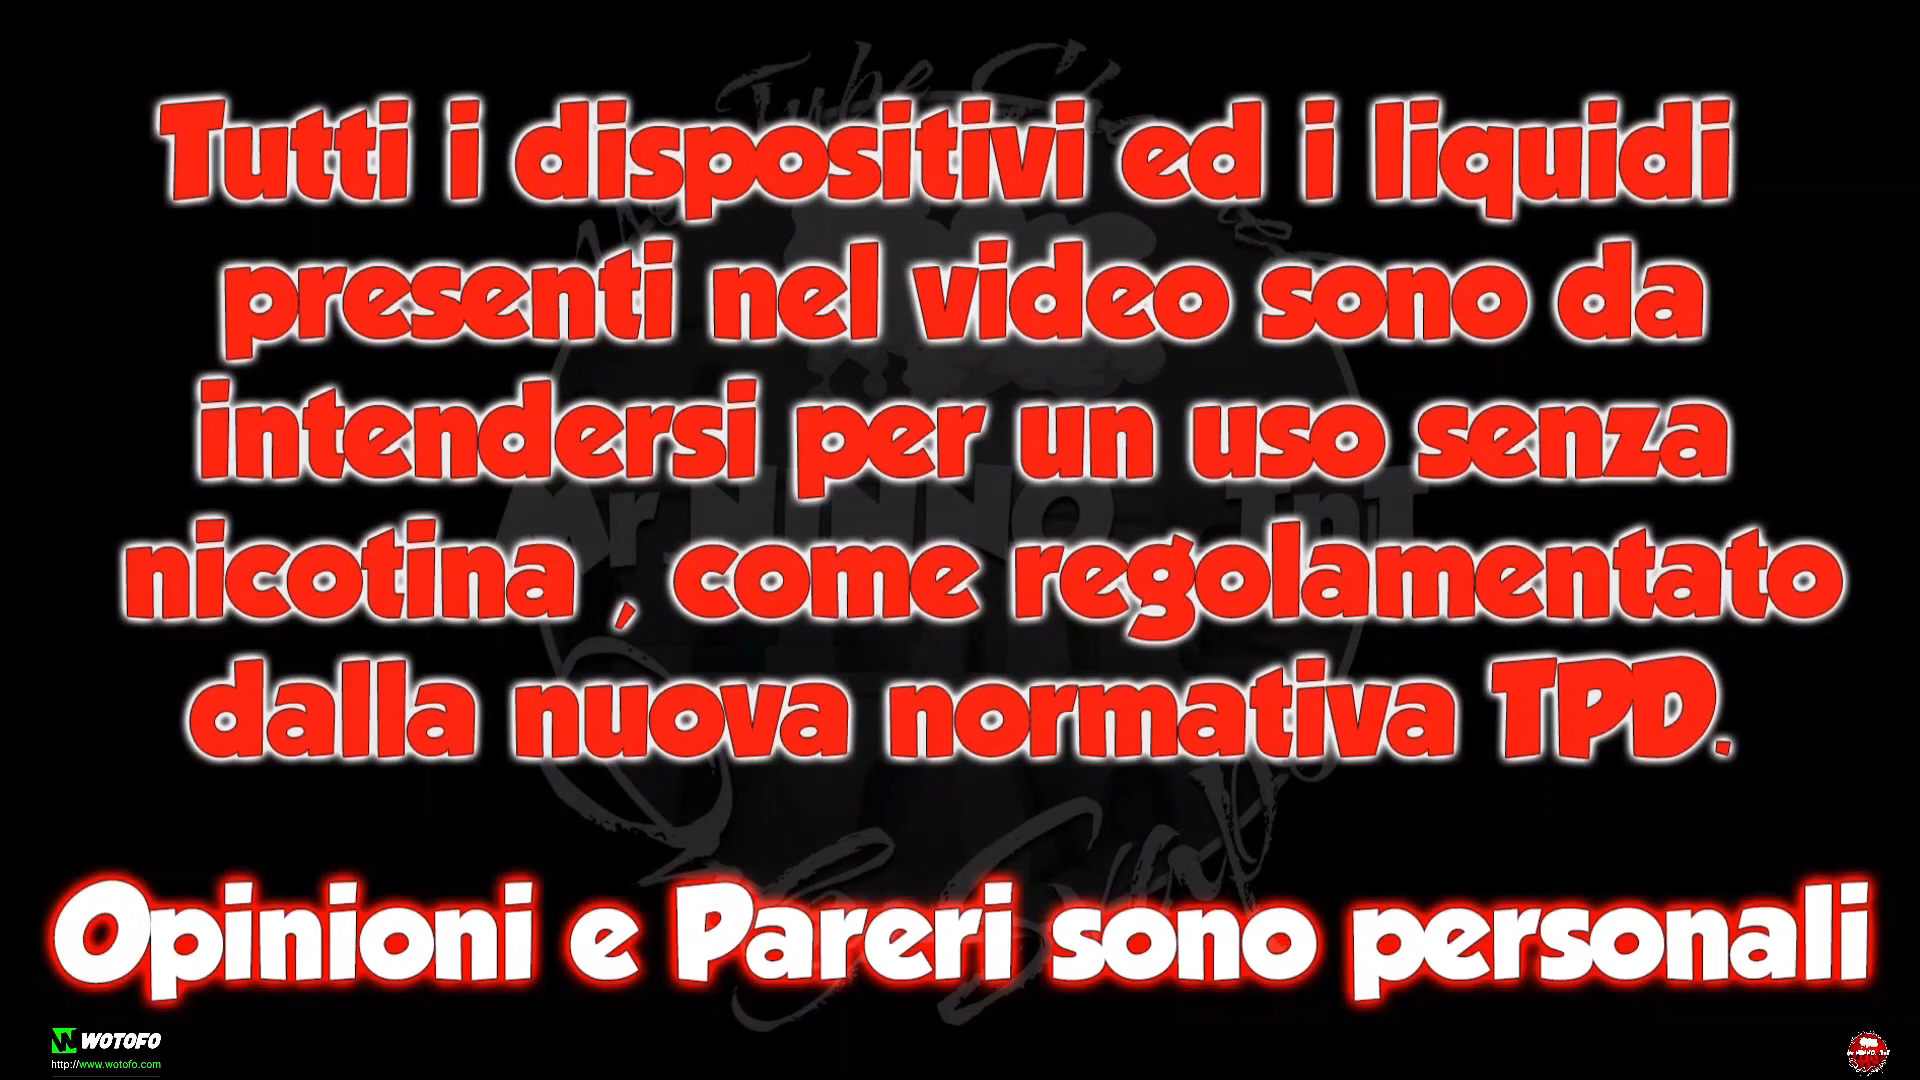 Tutti i dispositivi ed i liquidi
presenti nel video sono da
intendersi per un uso senza
nicotina , come regolamentato
dalla nuova normativa TPD.
Opinioni e Pareri sono personali
WOTOFO
http://www.wotofo.com